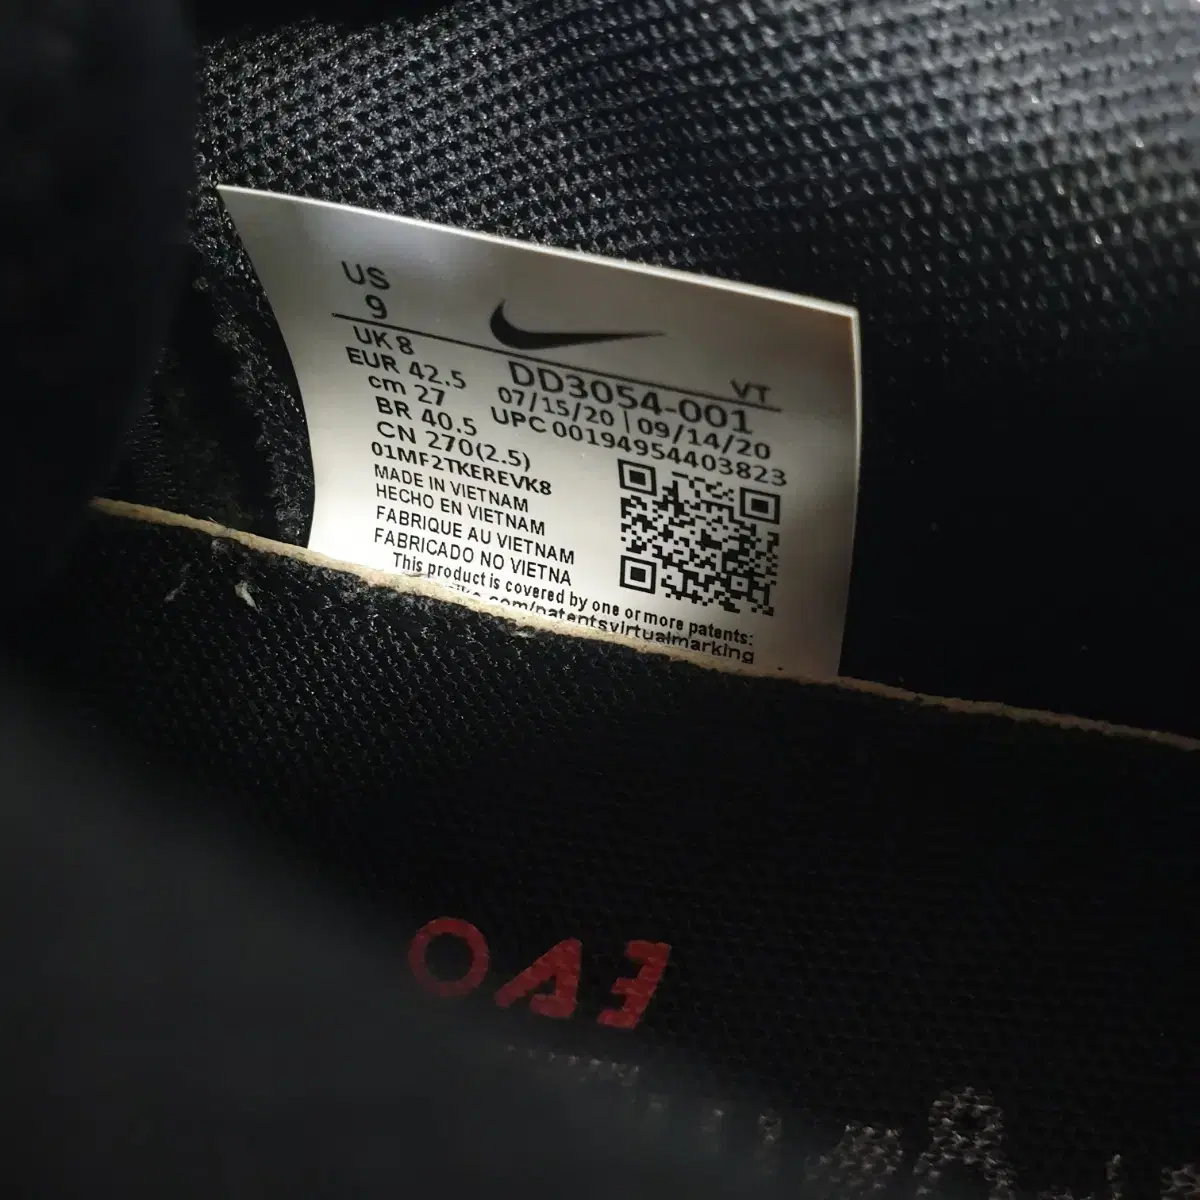 US
9
VT
UK 8
EUR 42.5
cm 27
BR 40.5
CN 270(2.5)
01MF2TKEREVK8
DD3054-001
07/15/20 | 09/14/20
UPC 00194954403823
MADE IN VIETNAM
HECHO EN VIETNAM
FABRIQUE AU VIETNAM
FABRICADO NO VIETNA
This product is covered by one or more patents:
.com/patentsvirtualmarking